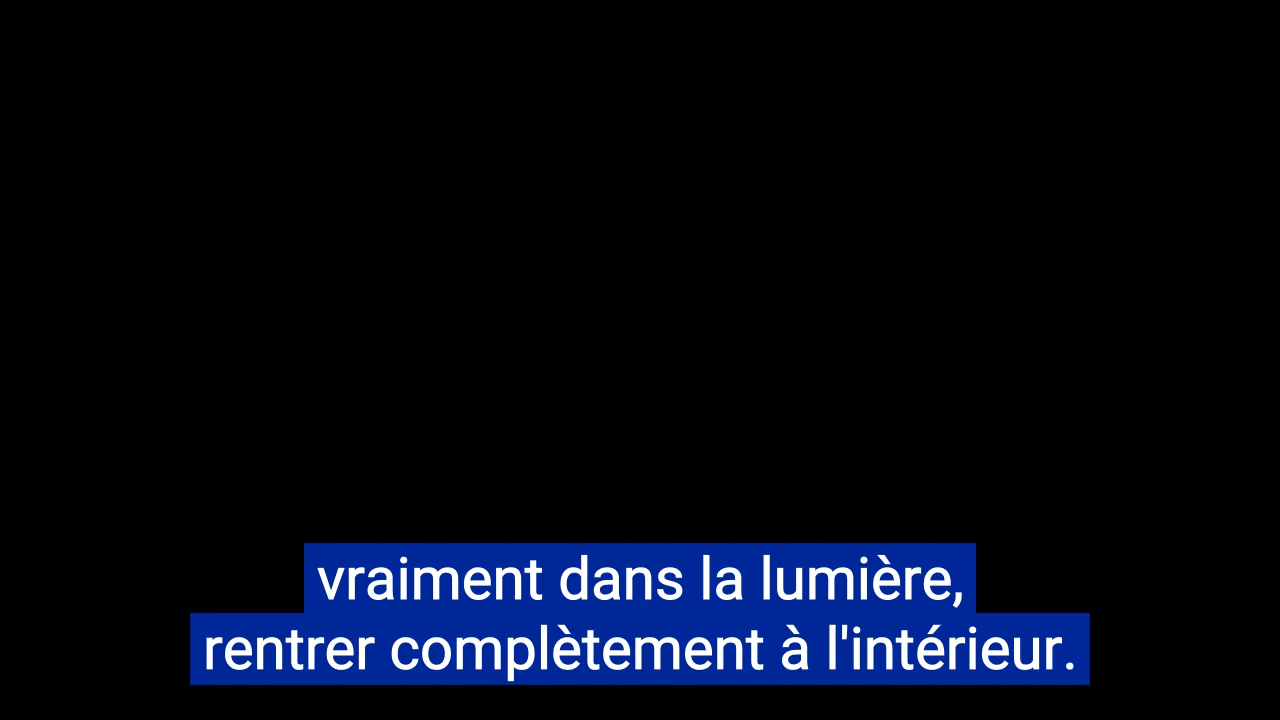 vraiment dans la lumière,
rentrer complètement à l'intérieur.